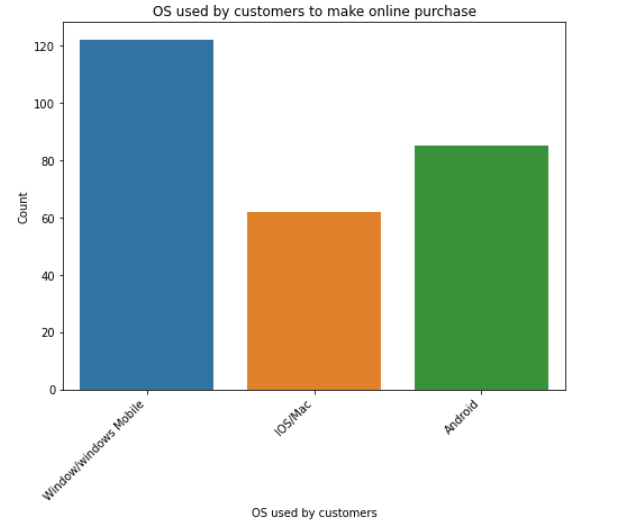 OS used by customers to make online purchase
120
100
80
60
40
20
0
Count
Window/windows Mobile
IOS/Mac
Android
OS used by customers